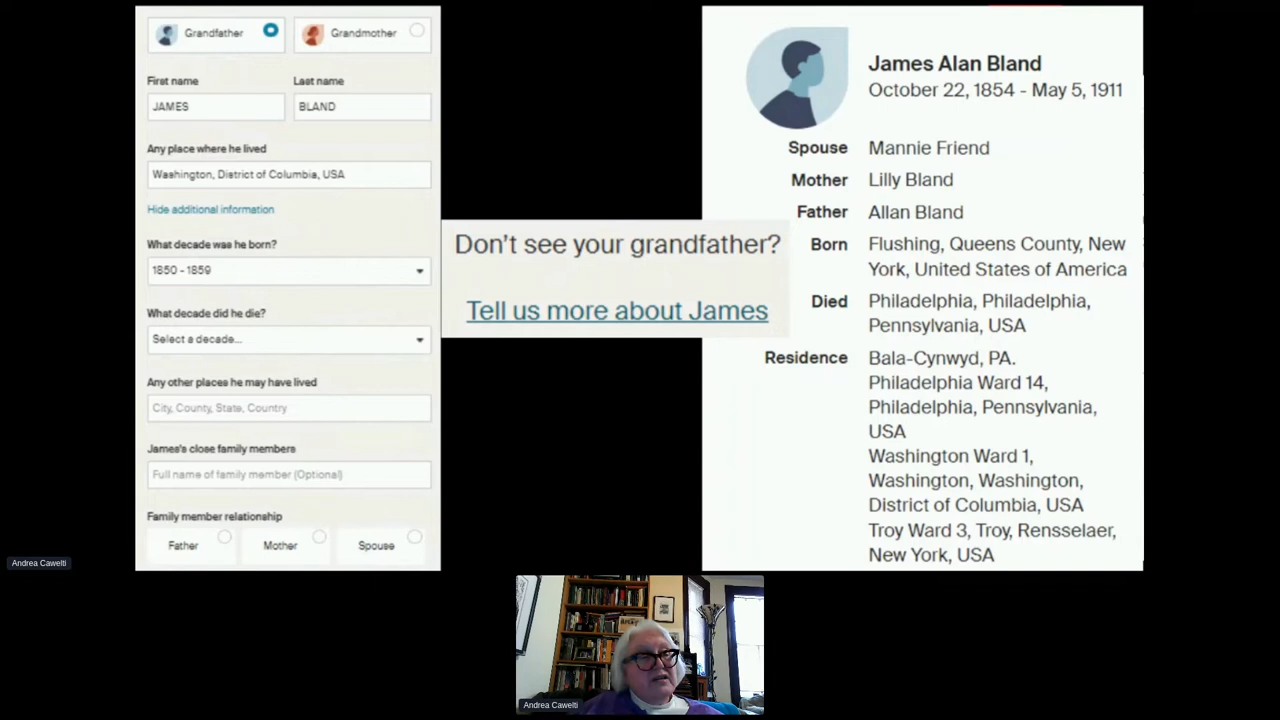 Grandfather
Grandmother
First name
Last name
JAMES
BLAND
Any place where he lived
Washington, District of Columbia, USA
Hide additional information
What decade was he born?
1850 - 1859
What decade did he die?
Select a decade...
Any other places he may have lived
City, County, State, Country
James's close family members
Full name of family member (Optional)
Family member relationship
Father
Mother
Spouse
Don't see your grandfather?
Tell us more about James
James Alan Bland
October 22, 1854 - May 5, 1911
Spouse Mannie Friend
Mother Lilly Bland
Father Allan Bland
Born Flushing, Queens County, New
York, United States of America
Died Philadelphia, Philadelphia,
Pennsylvania, USA
Residence Bala-Cynwyd, PA.
Philadelphia Ward 14,
Philadelphia, Pennsylvania,
USA
Washington Ward 1,
Washington, Washington,
District of Columbia, USA
Troy Ward 3, Troy, Rensselaer,
New York, USA
Andrea Cawelti
Andrea Cawelti